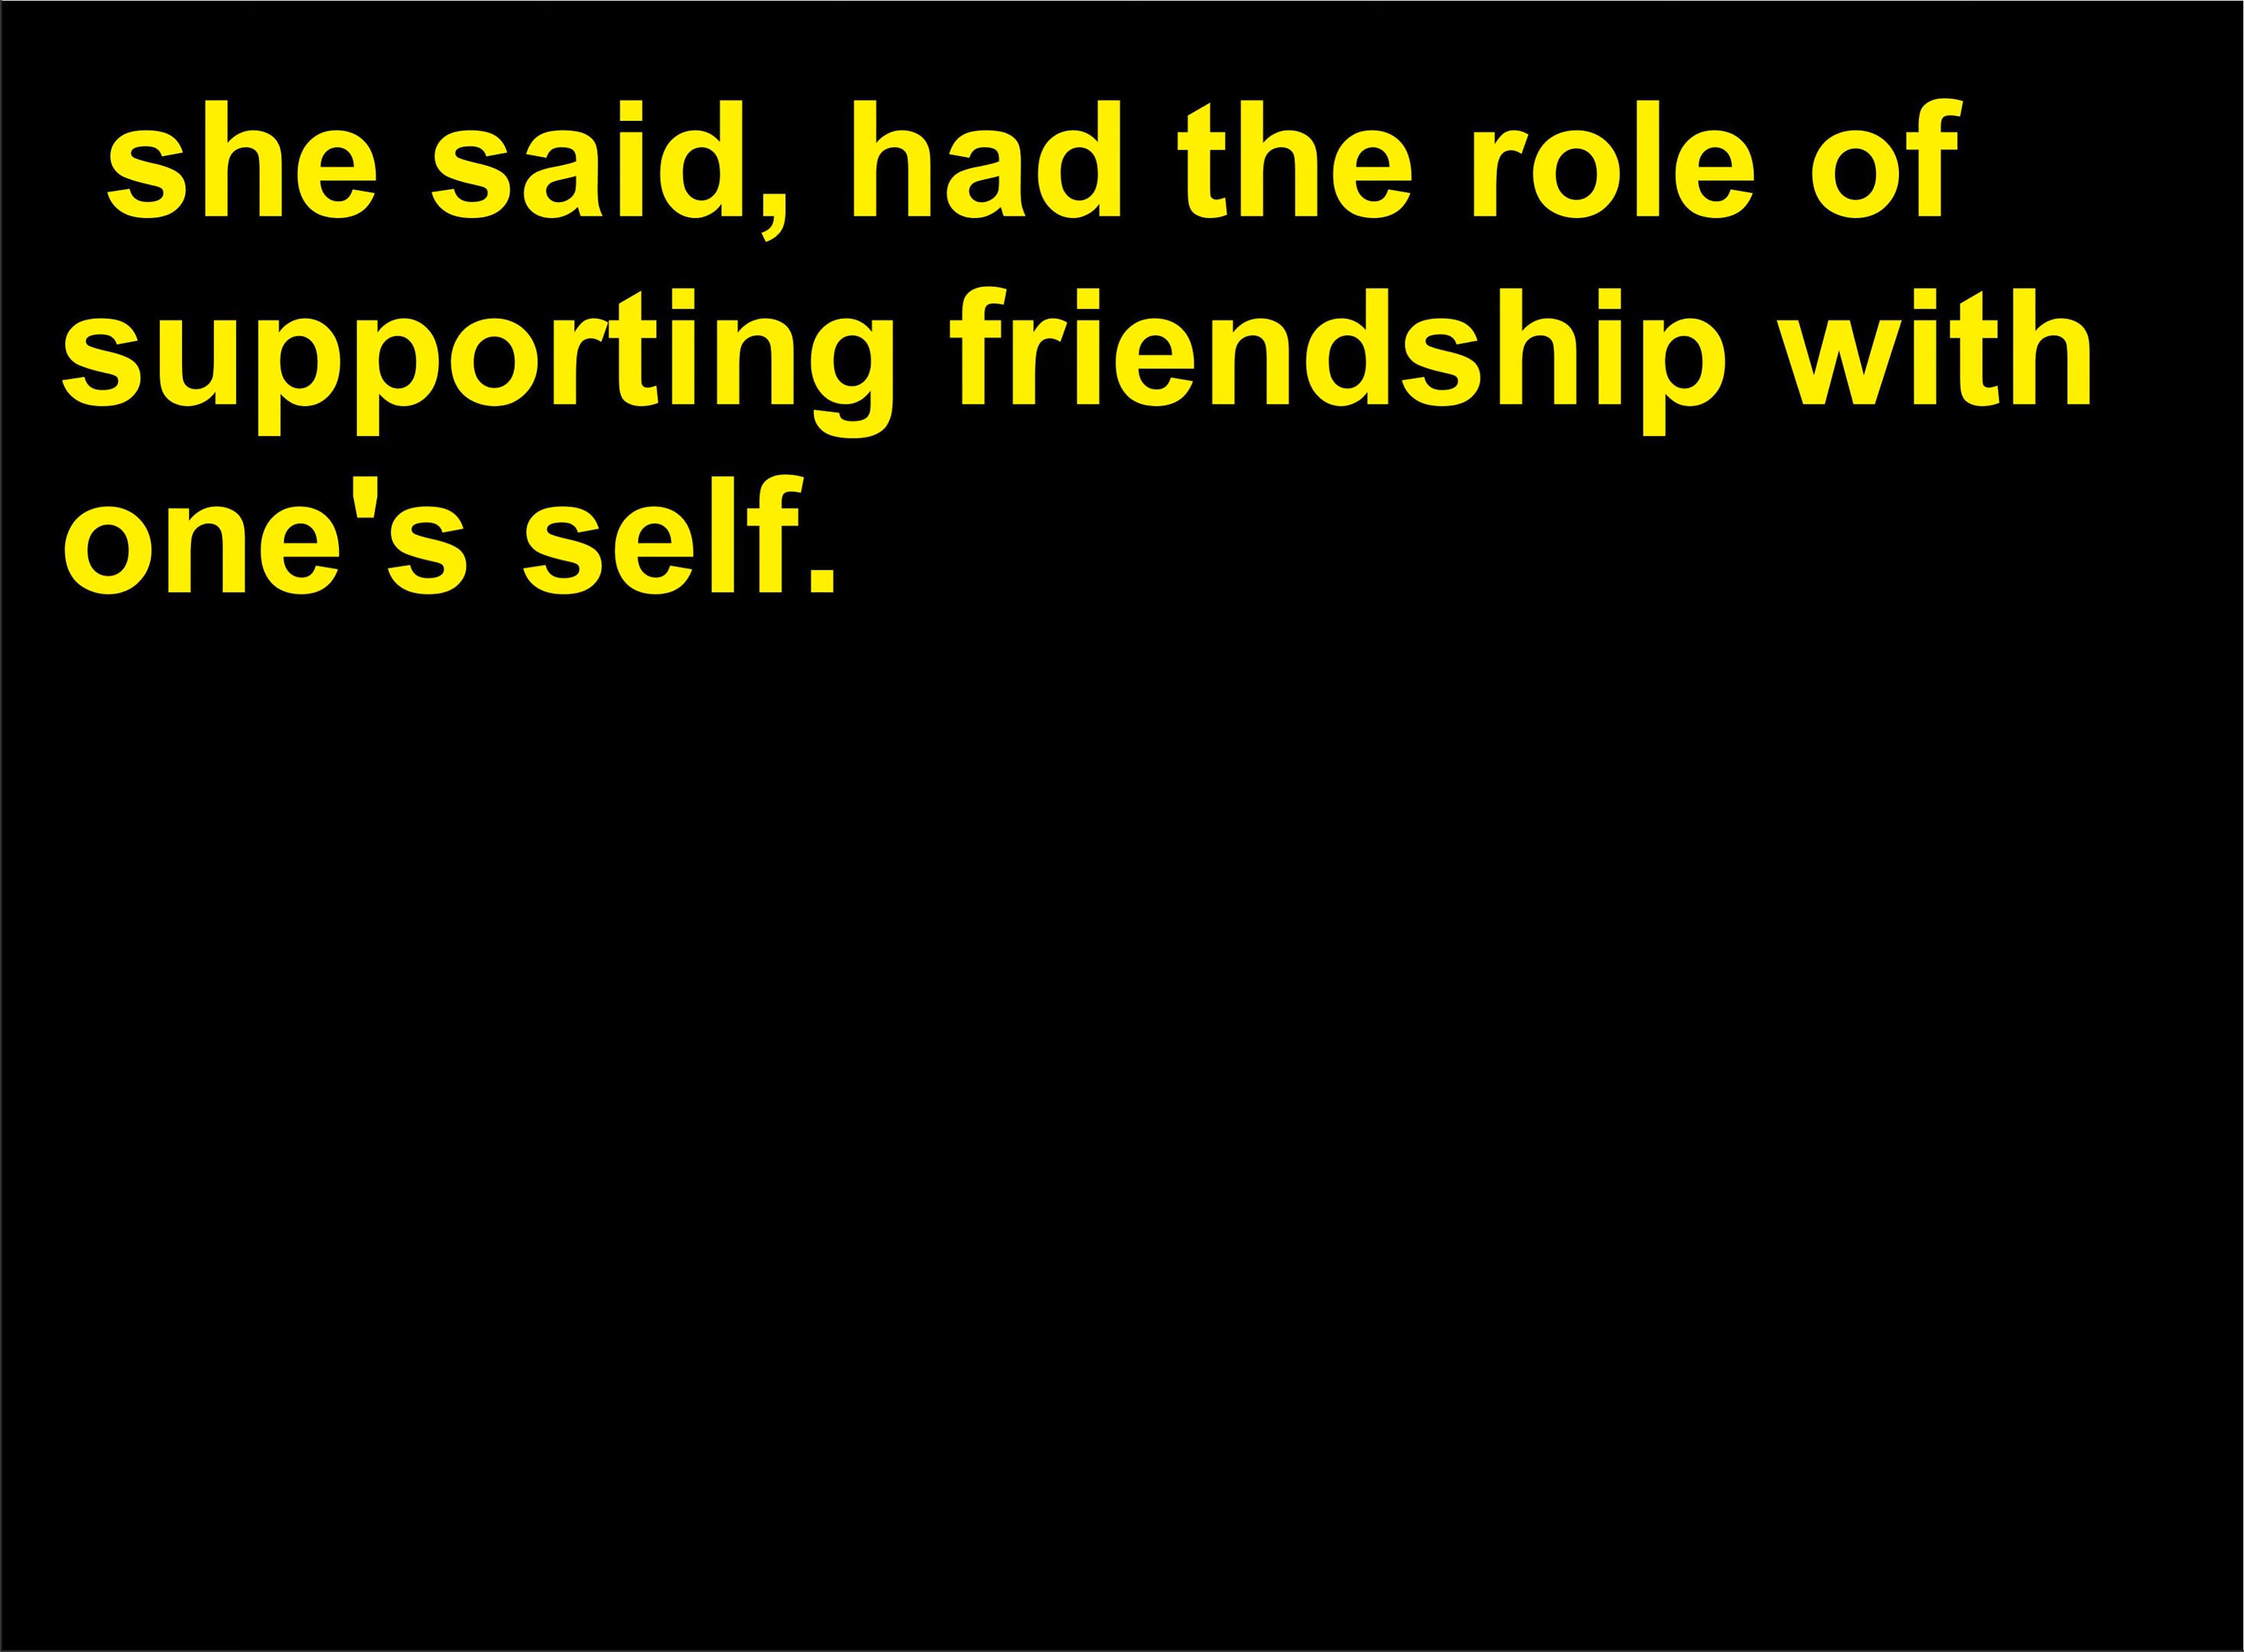 she said, had the role of
supporting friendship with
one's self.